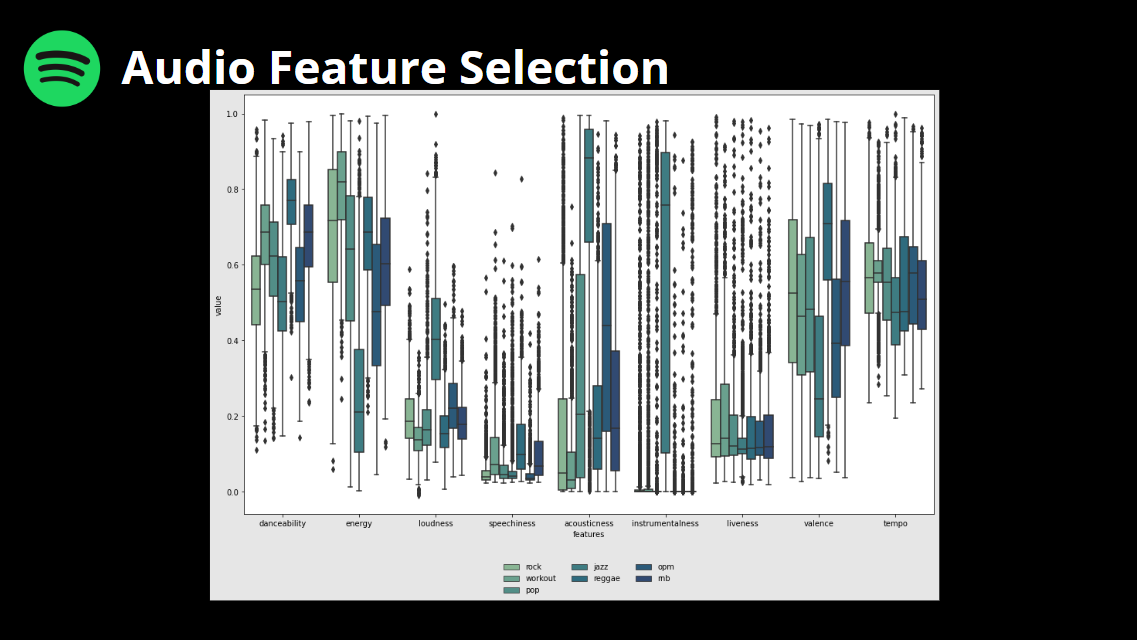 Audio Feature Selection
1.0
0.8
0.6
0.4
0.2
0.0
value
danceability energy loudness speechiness acousticness instrumentalness liveness valence tempo
features
rock jazz opm
workout reggae rnb
pop